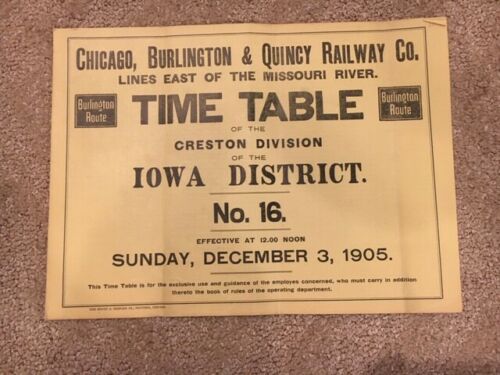 Chicago, Burlington & Quincy Railway Co.
LINES EAST OF THE MISSOURI RIVER.
Burlington
Route
TIME TABLE
Burlington
Route
OF THE
CRESTON DIVISION
OF THE
IOWA DISTRICT.
No. 16.
EFFECTIVE AT 12.00 NOON
SUNDAY, DECEMBER 3, 1905.
This Time Table is for the exclusive use and guidance of the employes concerned, who must carry in addition
thereto the book of rules of the operating department.